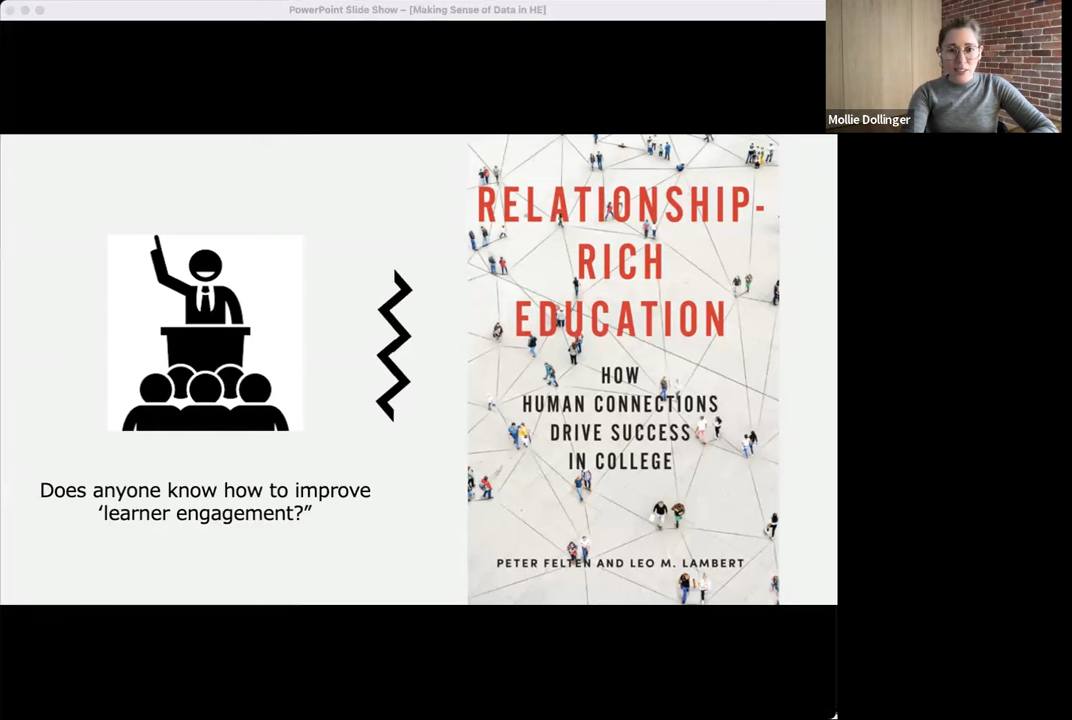 PowerPoint Slide Show – [Making Sense of Data in HE]
Mollie Dollinger
RELATIONSHIP-
RICH
EDUCATION
HOW
HUMAN CONNECTIONS
DRIVE SUCCESS
IN COLLEGE
PETER FELTEN AND LEO M. LAMBERT
Does anyone know how to improve
‘learner engagement?”